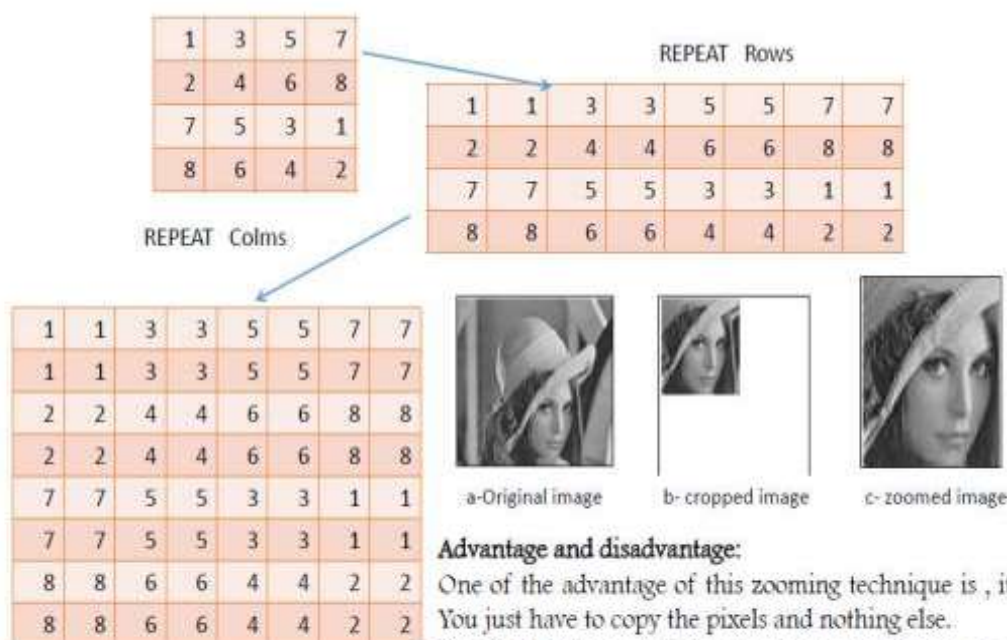 1 3 5 7
2 4 6 8
7 5 3 1
8 6 4 2
REPEAT Rows
1 1 3 3 5 5 7 7
2 2 4 4 6 6 8 8
7 7 5 5 3 3 1 1
8 8 6 6 4 4 2 2
REPEAT Colms
1 1 3 3 5 5 7 7
1 1 3 3 5 5 7 7
2 2 4 4 6 6 8 8
2 2 4 4 6 6 8 8
7 7 5 5 3 3 1 1
7 7 5 5 3 3 1 1
8 8 6 6 4 4 2 2
8 8 6 6 4 4 2 2
a-Original image
b- cropped image
c- zoomed image
Advantage and disadvantage:
One of the advantage of this zooming technique is , i
You just have to copy the pixels and nothing else.